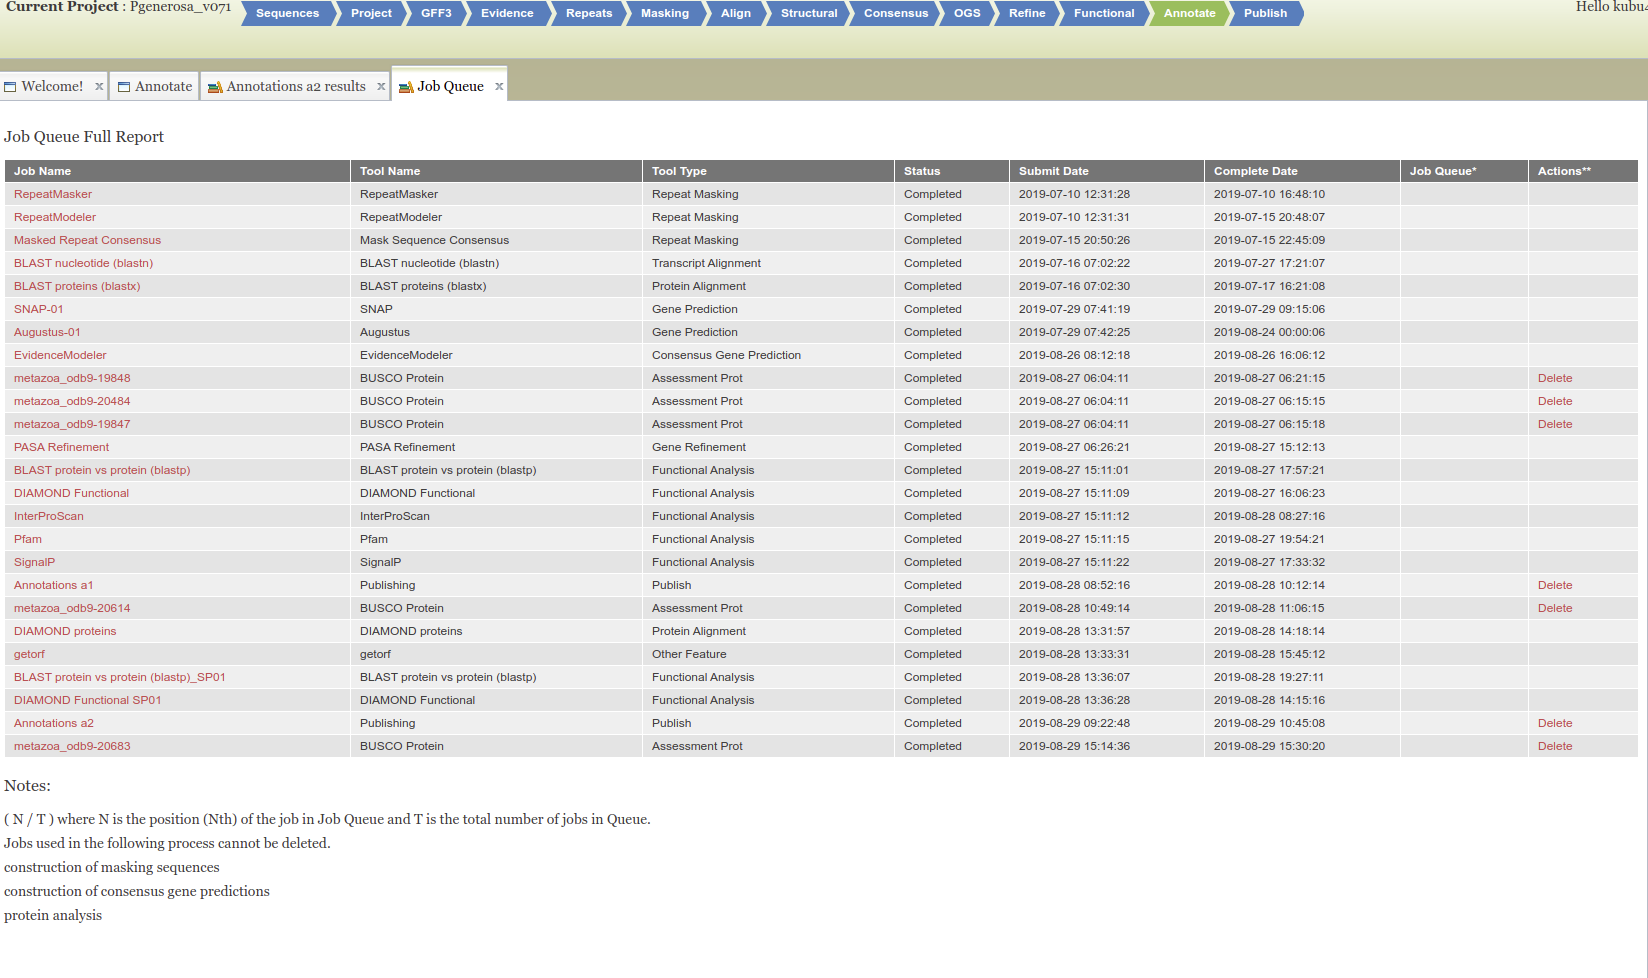 Current Project : Pgenerosa_v071 Sequences Project GFF3 Evidence Repeats Masking Align Structural Consensus OGS Refine Functional Annotate Publish Hello kubu4
Welcome! x Annotate Annotations a2 results x Job Queue x
Job Queue Full Report
Job Name Tool Name Tool Type Status Submit Date Complete Date Job Queue* Actions**
RepeatMasker RepeatMasker Repeat Masking Completed 2019-07-10 12:31:28 2019-07-10 16:48:10
RepeatModeler RepeatModeler Repeat Masking Completed 2019-07-10 12:31:31 2019-07-15 20:48:07
Masked Repeat Consensus Mask Sequence Consensus Repeat Masking Completed 2019-07-15 20:50:26 2019-07-15 22:45:09
BLAST nucleotide (blastn) BLAST nucleotide (blastn) Transcript Alignment Completed 2019-07-16 07:02:22 2019-07-27 17:21:07
BLAST proteins (blastx) BLAST proteins (blastx) Protein Alignment Completed 2019-07-16 07:02:30 2019-07-17 16:21:08
SNAP-01 SNAP Gene Prediction Completed 2019-07-29 07:41:19 2019-07-29 09:15:06
Augustus-01 Augustus Gene Prediction Completed 2019-07-29 07:42:25 2019-08-24 00:00:06
EvidenceModeler EvidenceModeler Consensus Gene Prediction Completed 2019-08-26 08:12:18 2019-08-26 16:06:12
metazoa_odb9-19848 BUSCO Protein Assessment Prot Completed 2019-08-27 06:04:11 2019-08-27 06:21:15 Delete
metazoa_odb9-20484 BUSCO Protein Assessment Prot Completed 2019-08-27 06:04:11 2019-08-27 06:15:15 Delete
metazoa_odb9-19847 BUSCO Protein Assessment Prot Completed 2019-08-27 06:04:11 2019-08-27 06:15:18 Delete
PASA Refinement PASA Refinement Gene Refinement Completed 2019-08-27 06:26:21 2019-08-27 15:12:13
BLAST protein vs protein (blastp) BLAST protein vs protein (blastp) Functional Analysis Completed 2019-08-27 15:11:01 2019-08-27 17:57:21
DIAMOND Functional DIAMOND Functional Functional Analysis Completed 2019-08-27 15:11:09 2019-08-27 16:06:23
InterProScan InterProScan Functional Analysis Completed 2019-08-27 15:11:12 2019-08-28 08:27:16
Pfam Pfam Functional Analysis Completed 2019-08-27 15:11:15 2019-08-27 19:54:21
SignalP SignalP Functional Analysis Completed 2019-08-27 15:11:22 2019-08-27 17:33:32
Annotations a1 Publishing Publish Completed 2019-08-28 08:52:16 2019-08-28 10:12:14 Delete
metazoa_odb9-20614 BUSCO Protein Assessment Prot Completed 2019-08-28 10:49:14 2019-08-28 11:06:15 Delete
DIAMOND proteins DIAMOND proteins Protein Alignment Completed 2019-08-28 13:31:57 2019-08-28 14:18:14
getorf getorf Other Feature Completed 2019-08-28 13:33:31 2019-08-28 15:45:12
BLAST protein vs protein (blastp)_SP01 BLAST protein vs protein (blastp) Functional Analysis Completed 2019-08-28 13:36:07 2019-08-28 19:27:11
DIAMOND Functional SP01 DIAMOND Functional Functional Analysis Completed 2019-08-28 13:36:28 2019-08-28 14:15:16
Annotations a2 Publishing Publish Completed 2019-08-29 09:22:48 2019-08-29 10:45:08 Delete
metazoa_odb9-20683 BUSCO Protein Assessment Prot Completed 2019-08-29 15:14:36 2019-08-29 15:30:20 Delete
Notes:
( N / T ) where N is the position (Nth) of the job in Job Queue and T is the total number of jobs in Queue.
Jobs used in the following process cannot be deleted.
construction of masking sequences
construction of consensus gene predictions
protein analysis